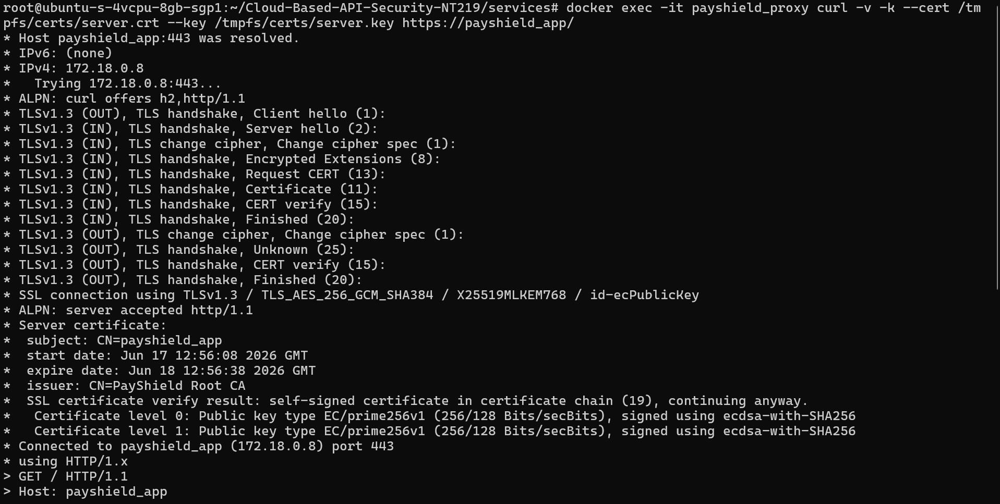 root@ubuntu-s-4vcpu-8gb-sgp1:~/Cloud-Based-API-Security-NT219/services# docker exec -it payshield_proxy curl -v -k --cert /tm
pfs/certs/server.crt --key /tmpfs/certs/server.key https://payshield_app/
* Host payshield_app:443 was resolved.
* IPv6: (none)
* IPv4: 172.18.0.8
*   Trying 172.18.0.8:443...
* ALPN: curl offers h2,http/1.1
* TLSv1.3 (OUT), TLS handshake, Client hello (1):
* TLSv1.3 (IN), TLS handshake, Server hello (2):
* TLSv1.3 (IN), TLS change cipher, Change cipher spec (1):
* TLSv1.3 (IN), TLS handshake, Encrypted Extensions (8):
* TLSv1.3 (IN), TLS handshake, Request CERT (13):
* TLSv1.3 (IN), TLS handshake, Certificate (11):
* TLSv1.3 (IN), TLS handshake, CERT verify (15):
* TLSv1.3 (IN), TLS handshake, Finished (20):
* TLSv1.3 (OUT), TLS change cipher, Change cipher spec (1):
* TLSv1.3 (OUT), TLS handshake, Unknown (25):
* TLSv1.3 (OUT), TLS handshake, CERT verify (15):
* TLSv1.3 (OUT), TLS handshake, Finished (20):
* SSL connection using TLSv1.3 / TLS_AES_256_GCM_SHA384 / X25519MLKEM768 / id-ecPublicKey
* ALPN: server accepted http/1.1
* Server certificate:
*  subject: CN=payshield_app
*  start date: Jun 17 12:56:08 2026 GMT
*  expire date: Jun 18 12:56:38 2026 GMT
*  issuer: CN=PayShield Root CA
*  SSL certificate verify result: self-signed certificate in certificate chain (19), continuing anyway.
*   Certificate level 0: Public key type EC/prime256v1 (256/128 Bits/secBits), signed using ecdsa-with-SHA256
*   Certificate level 1: Public key type EC/prime256v1 (256/128 Bits/secBits), signed using ecdsa-with-SHA256
* Connected to payshield_app (172.18.0.8) port 443
* using HTTP/1.x
> GET / HTTP/1.1
> Host: payshield_app